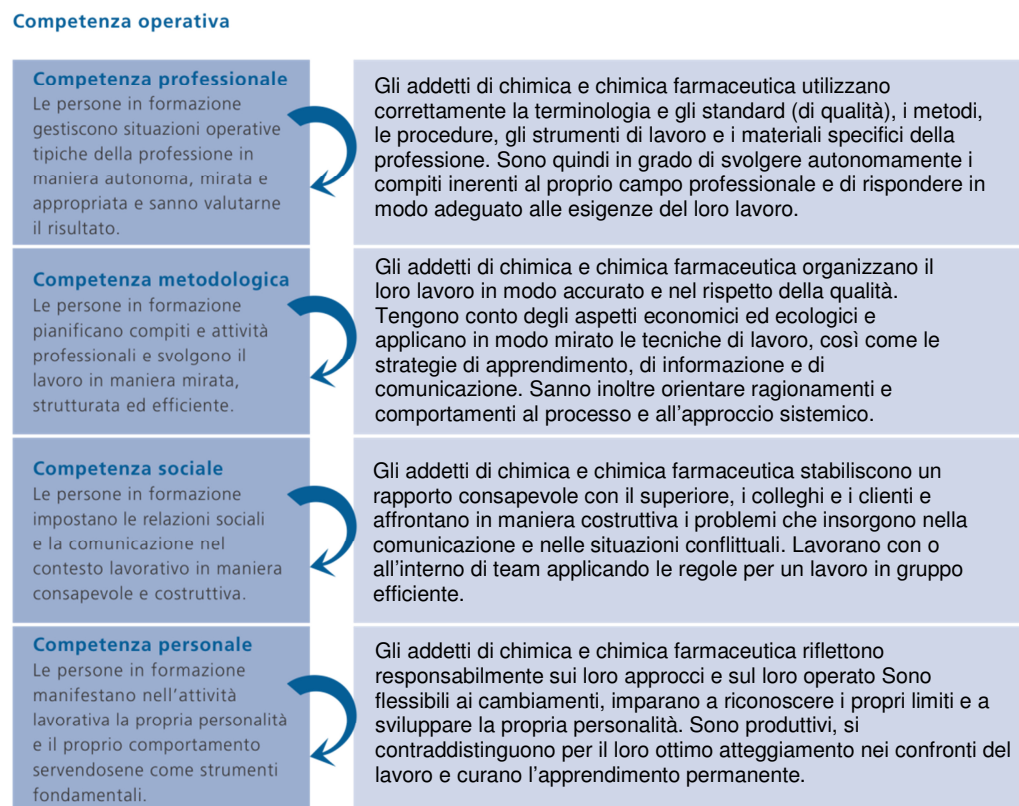 Competenza operativa
Competenza professionale
Le persone in formazione
gestiscono situazioni operative
tipiche della professione in
maniera autonoma, mirata e
appropriata e sanno valutarne
il risultato.
Gli addetti di chimica e chimica farmaceutica utilizzano
correttamente la terminologia e gli standard (di qualità), i metodi,
le procedure, gli strumenti di lavoro e i materiali specifici della
professione. Sono quindi in grado di svolgere autonomamente i
compiti inerenti al proprio campo professionale e di rispondere in
modo adeguato alle esigenze del loro lavoro.
Competenza metodologica
Le persone in formazione
pianificano compiti e attività
professionali e svolgono il
lavoro in maniera mirata,
strutturata ed efficiente.
Gli addetti di chimica e chimica farmaceutica organizzano il
loro lavoro in modo accurato e nel rispetto della qualità.
Tengono conto degli aspetti economici ed ecologici e
applicano in modo mirato le tecniche di lavoro, così come le
strategie di apprendimento, di informazione e di
comunicazione. Sanno inoltre orientare ragionamenti e
comportamenti al processo e all'approccio sistemico.
Competenza sociale
Le persone in formazione
impostano le relazioni sociali
e la comunicazione nel
contesto lavorativo in maniera
consapevole e costruttiva.
Gli addetti di chimica e chimica farmaceutica stabiliscono un
rapporto consapevole con il superiore, i colleghi e i clienti e
affrontano in maniera costruttiva i problemi che insorgono nella
comunicazione e nelle situazioni conflittuali. Lavorano con o
all'interno di team applicando le regole per un lavoro in gruppo
efficiente.
Competenza personale
Le persone in formazione
manifestano nell'attività
lavorativa la propria personalità
e il proprio comportamento
servendosene come strumenti
fondamentali.
Gli addetti di chimica e chimica farmaceutica riflettono
responsabilmente sui loro approcci e sul loro operato Sono
flessibili ai cambiamenti, imparano a riconoscere i propri limiti e a
sviluppare la propria personalità. Sono produttivi, si
contraddistinguono per il loro ottimo atteggiamento nei confronti del
lavoro e curano l'apprendimento permanente.